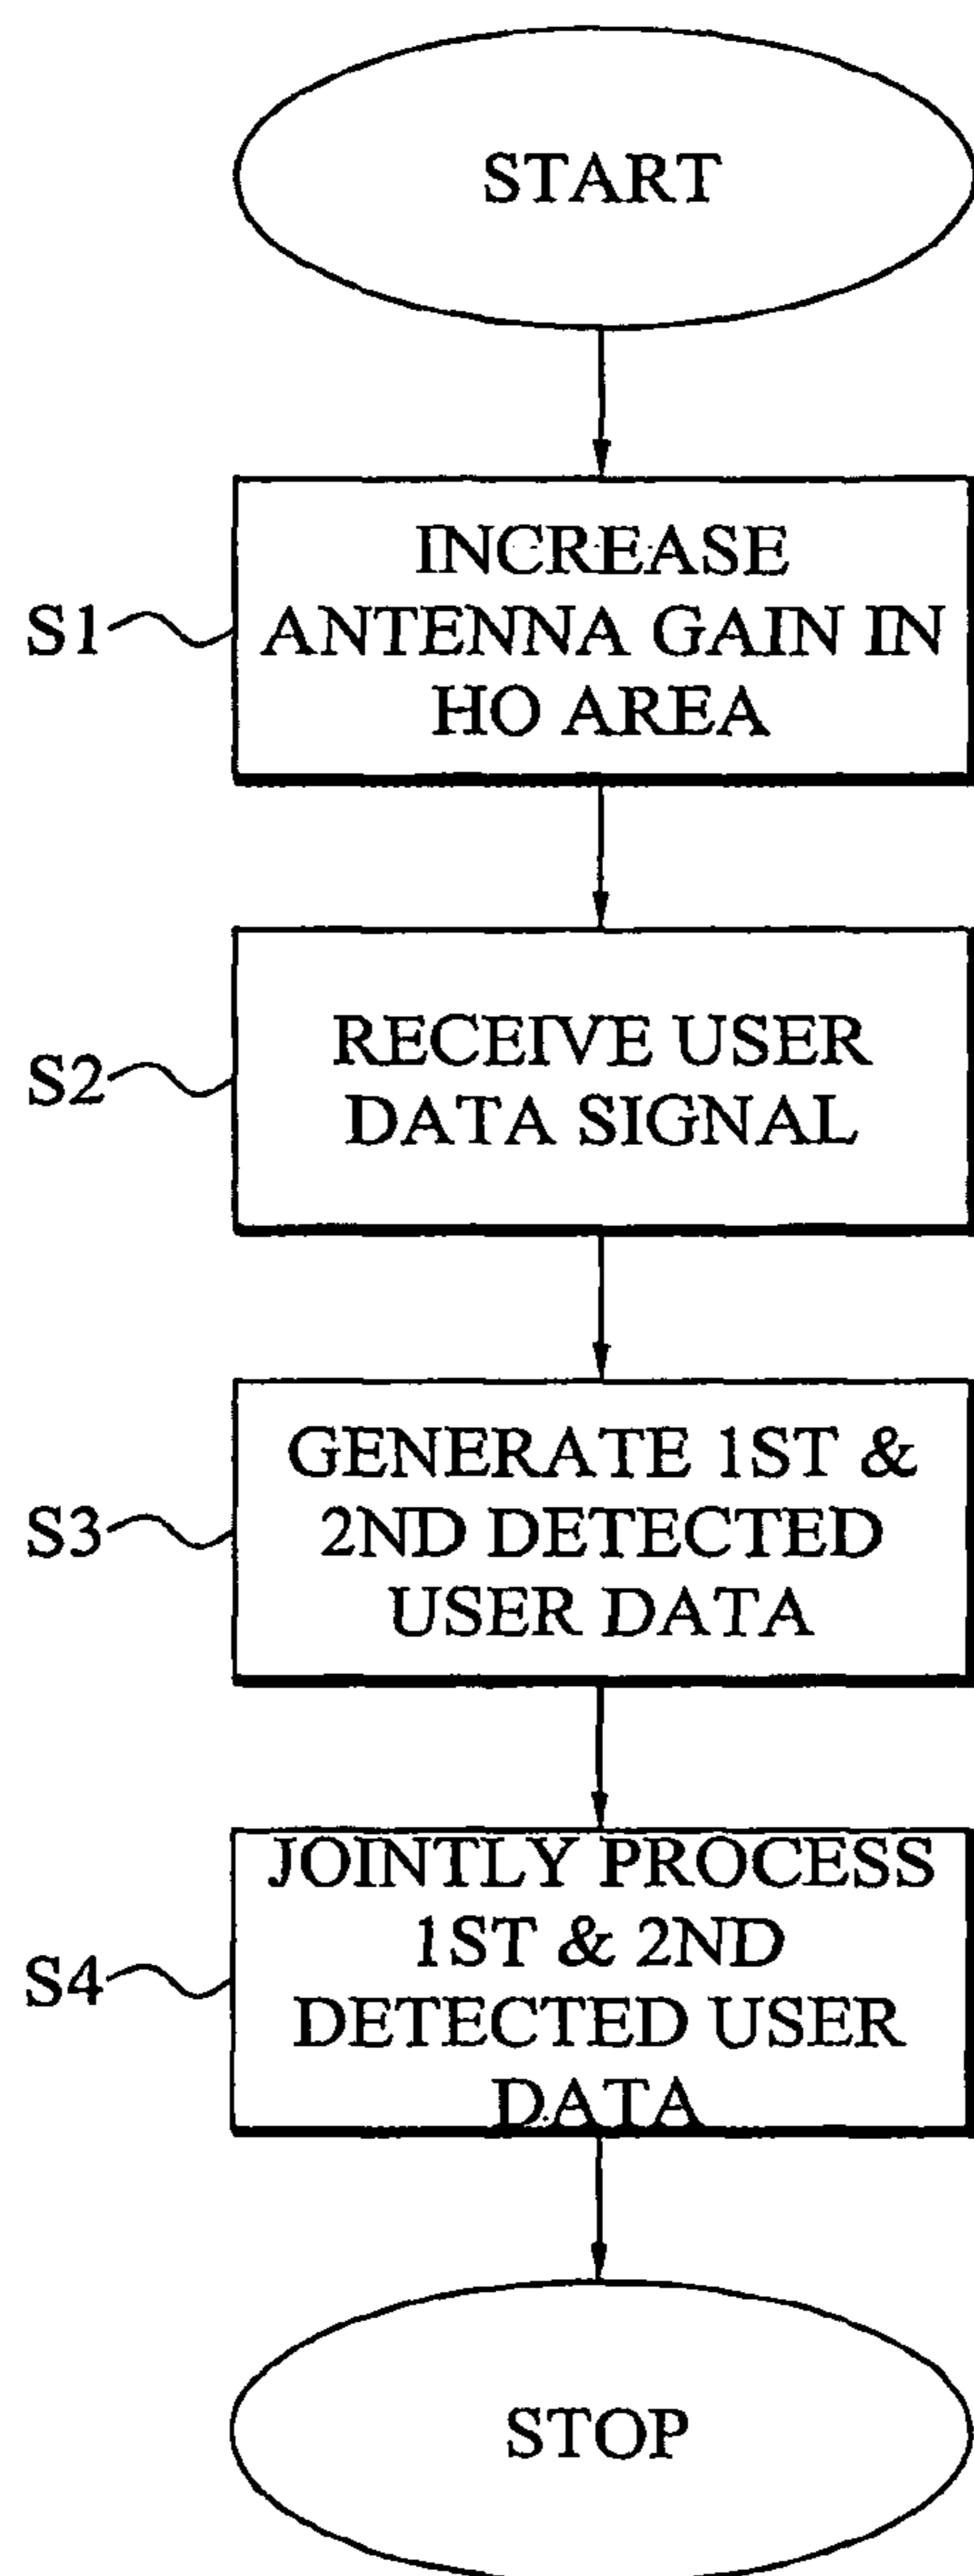 START
INCREASE
S1 ANTENNA GAIN IN
HO AREA
RECEIVE USER
S2
DATA SIGNAL
GENERATE 1ST &
S3 2ND DETECTED
USER DATA
JOINTLY PROCESS
1ST & 2ND
S4
DETECTED USER
DATA
STOP